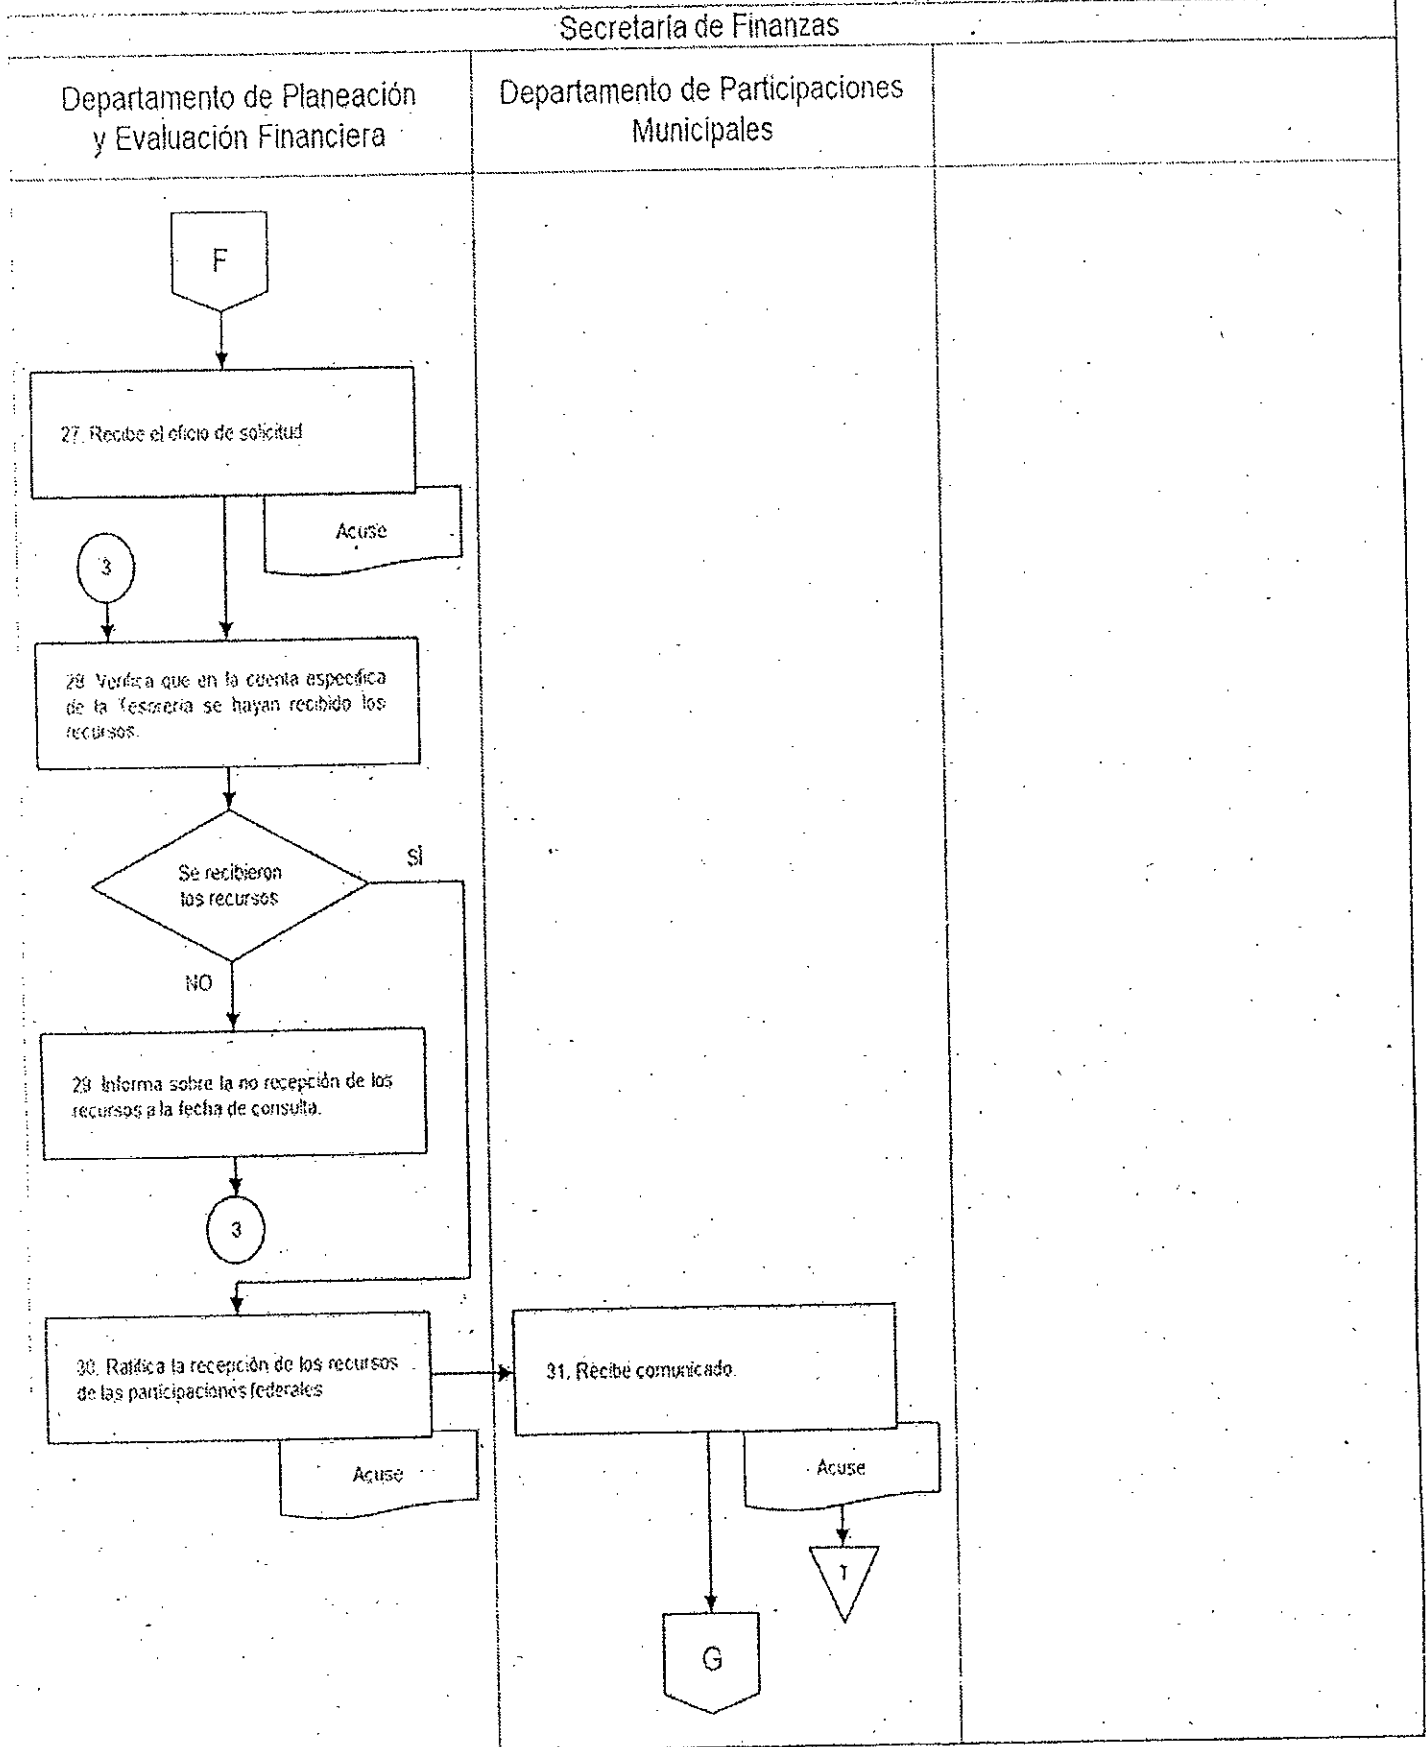 Secretaría de Finanzas
Departamento de Planeación
y Evaluación Financiera
Departamento de Participaciones
Municipales
F
27. Recibe el oficio de solicitud
Acuse
3
28. Verifica que en la cuenta especifica
de la Tesorería se hayan recibido los
recursos.
Se recibieron
los recursos
SÍ
NO
29. Informa sobre la no recepción de los
recursos a la fecha de consulta.
3
30. Ratifica la recepción de los recursos
de las participaciones federales
Acuse
31. Recibe comunicado.
Acuse
T
G